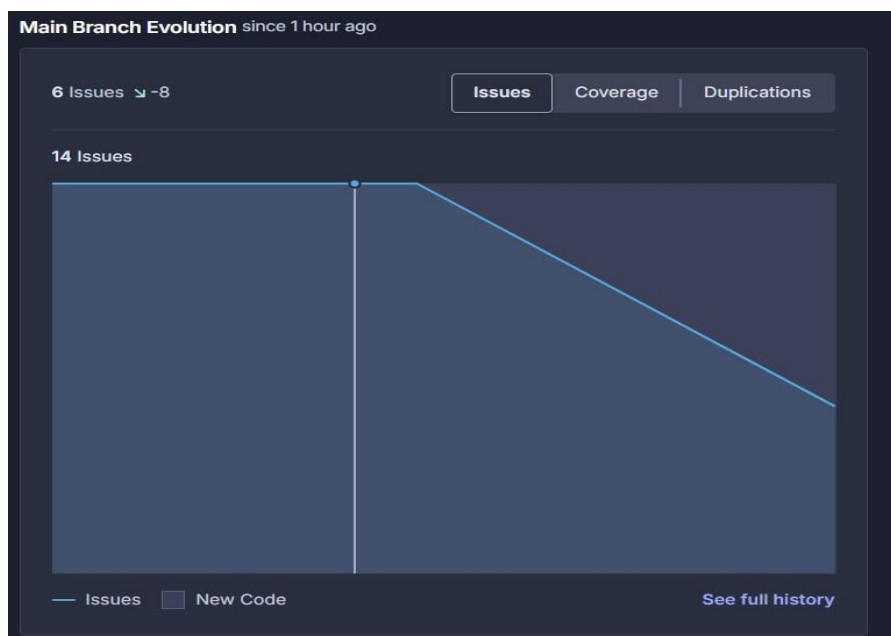 Main Branch Evolution since 1 hour ago
6 Issues ↘ -8
Issues Coverage Duplications
14 Issues
Issues New Code
See full history